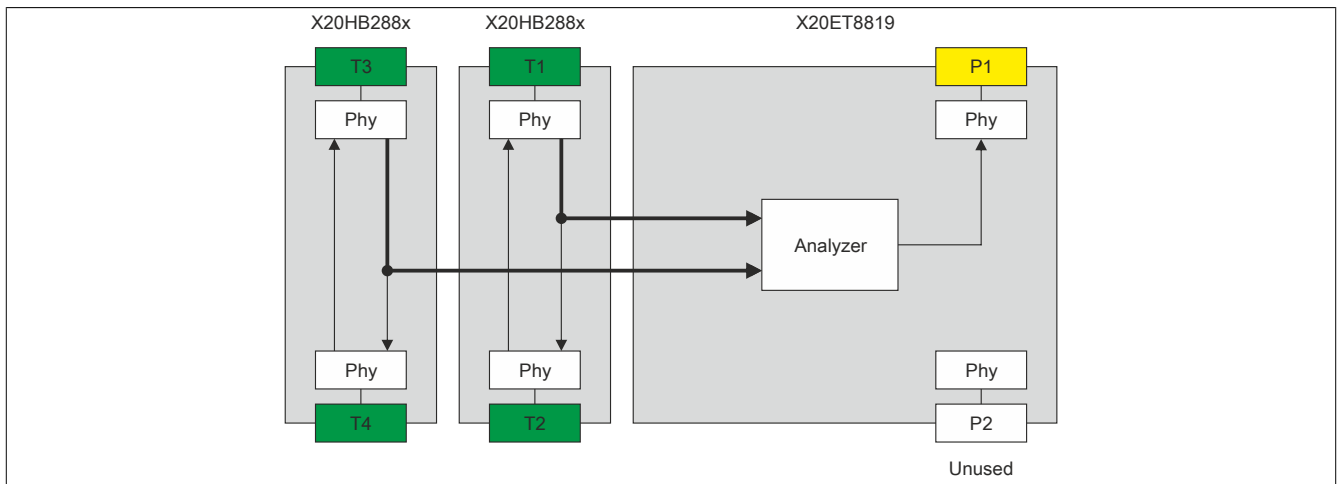 X20HB288x X20HB288x X20ET8819
T3 T1 P1
Phy Phy Phy
Analyzer
Phy Phy Phy
T4 T2 P2
Unused